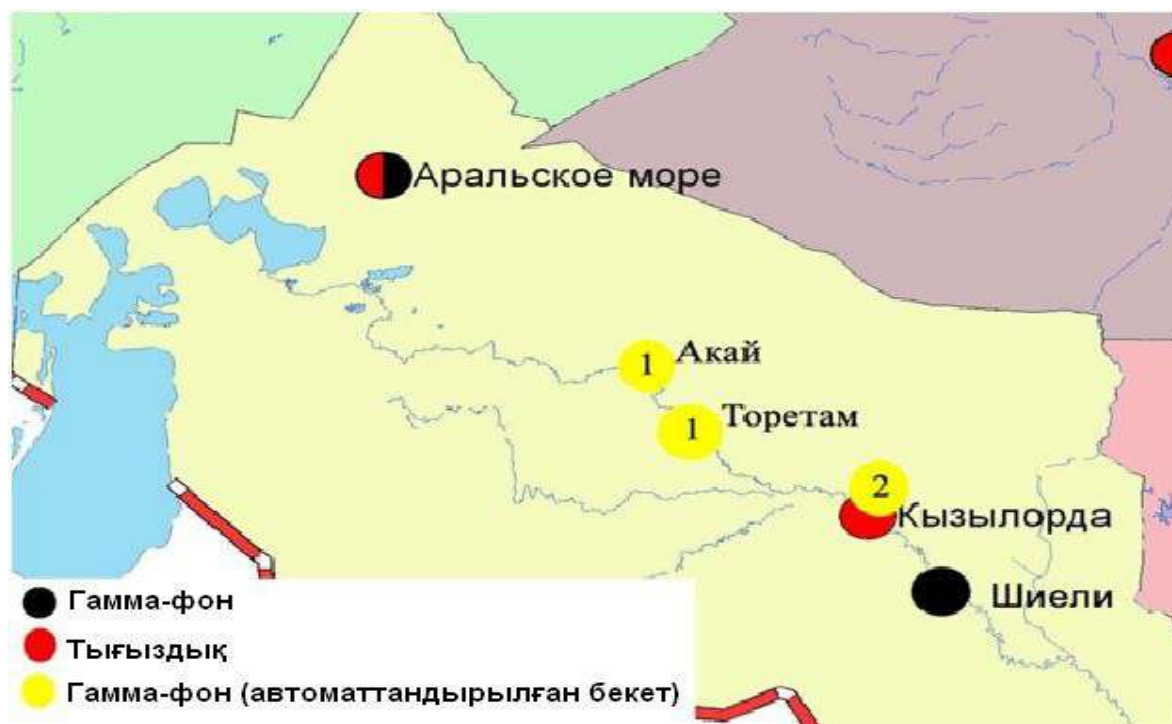 Аральское море
1 Акай
1 Торетам
2
Кызылорда
Шиели
Гамма-фон
Тығыздық
Гамма-фон (автоматтандырылған бекет)